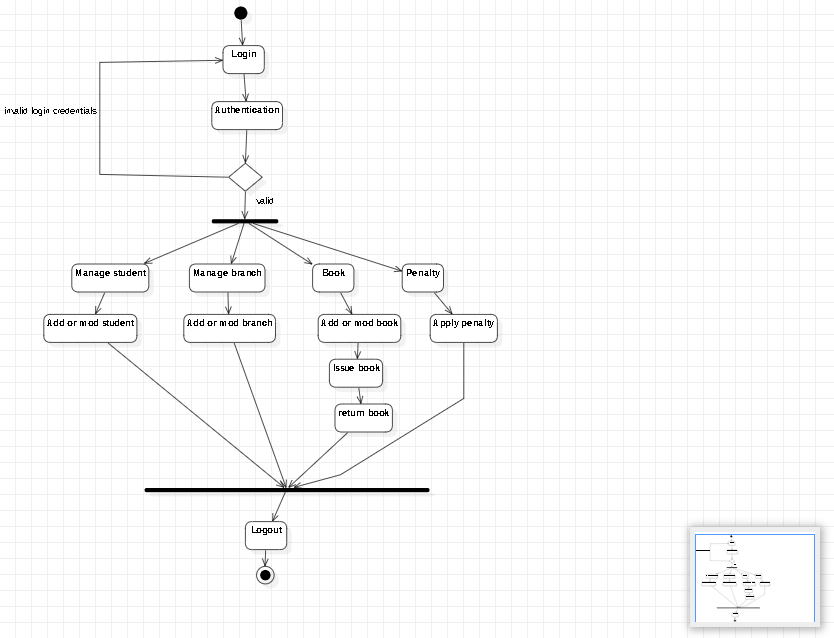 Login
invalid login credentials
Authentication
valid
Manage student
Manage branch
Book
Penalty
Add or mod student
Add or mod branch
Add or mod book
Apply penalty
Issue book
return book
Logout